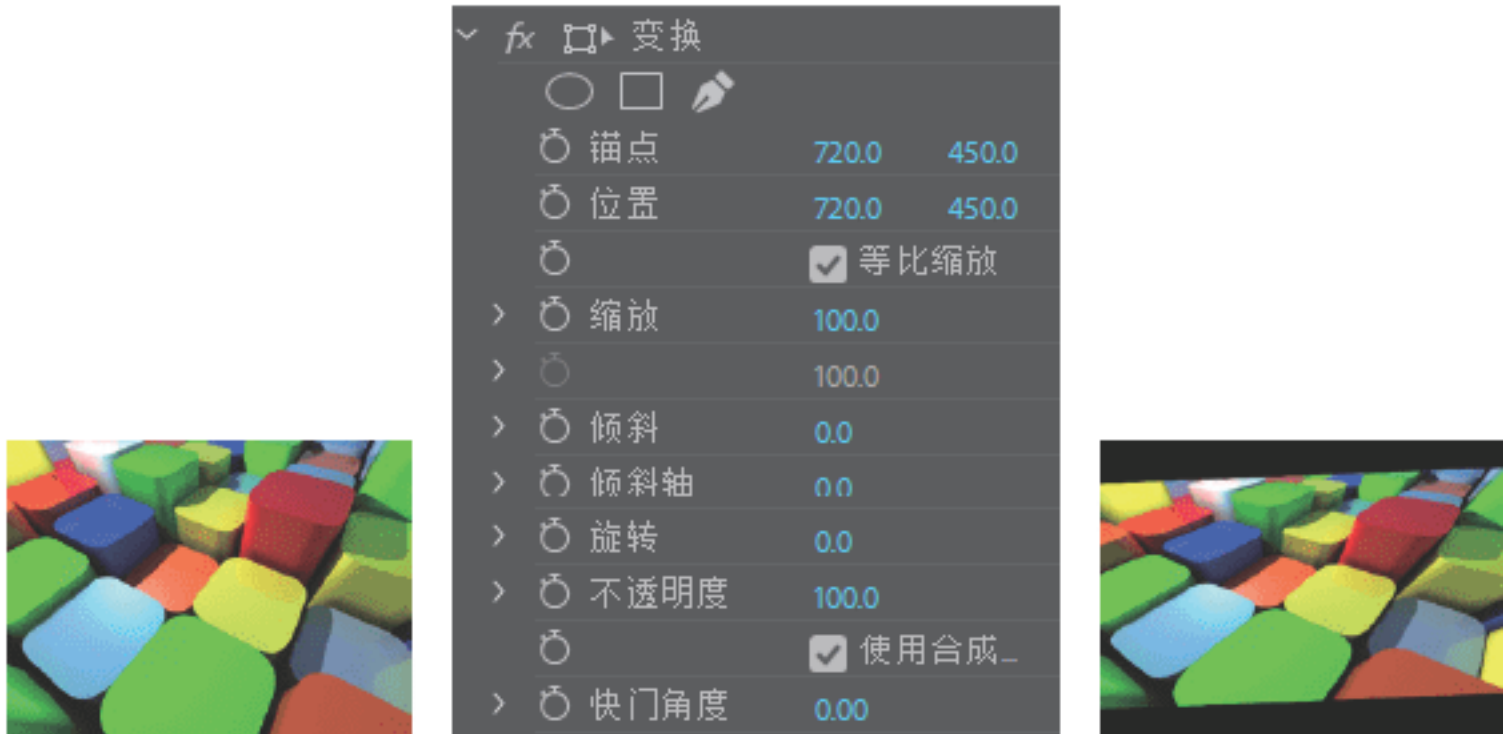 fx 变换
锚点 720.0 450.0
位置 720.0 450.0
等比缩放
缩放 100.0
100.0
倾斜 0.0
倾斜轴 0.0
旋转 0.0
不透明度 100.0
使用合成...
快门角度 0.00